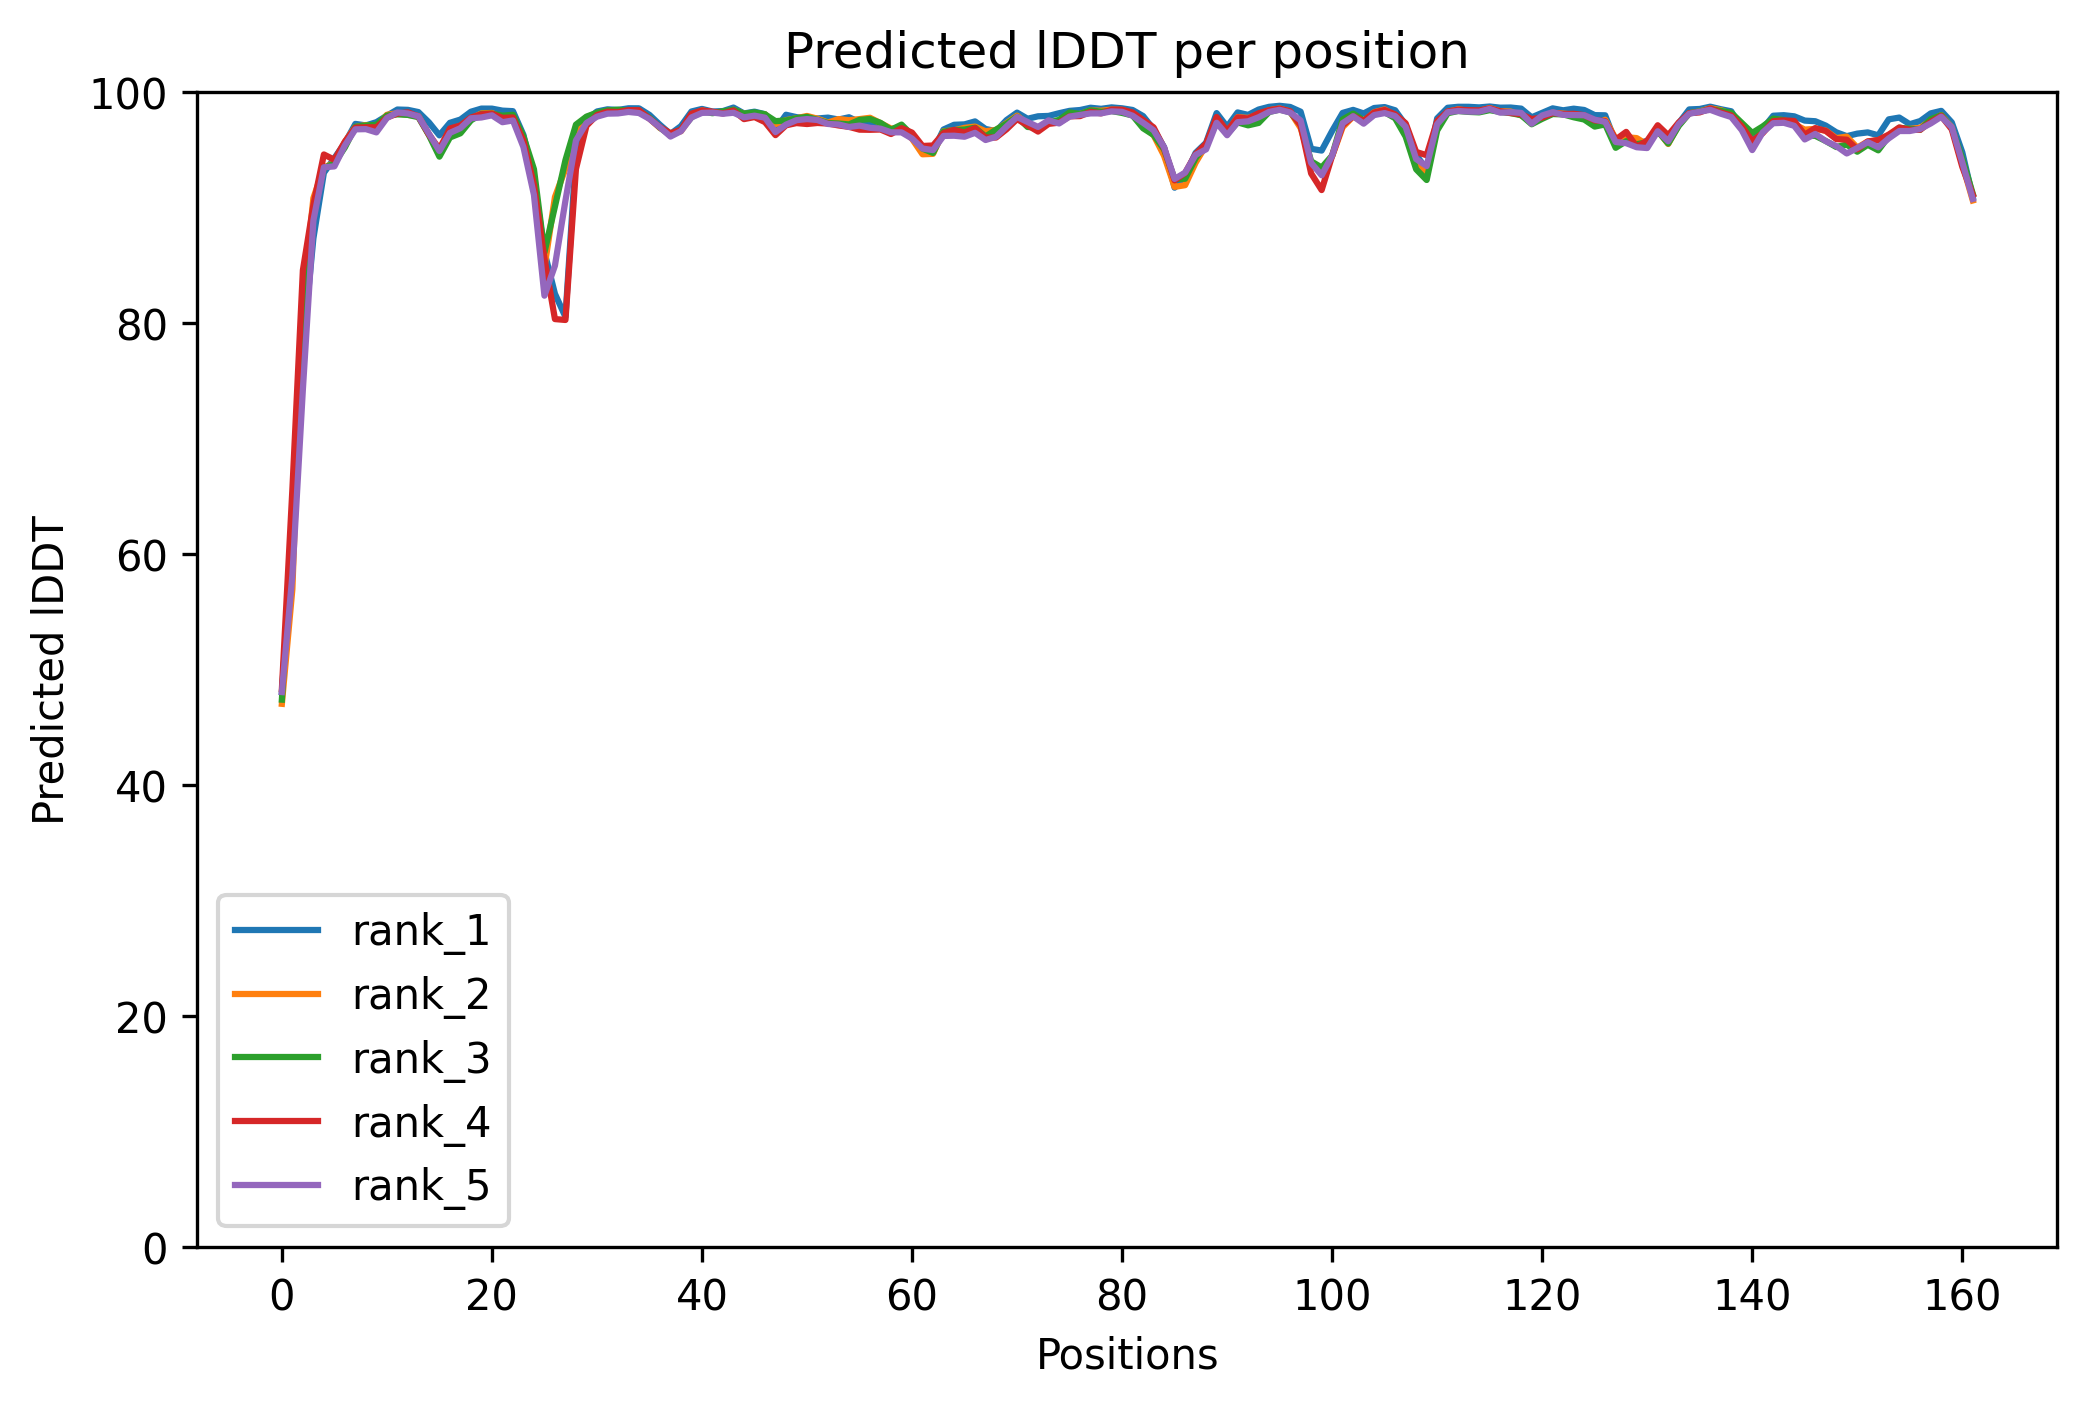 Predicted lDDT per position
100
80
60
40
20
0
Predicted lDDT
rank_1
rank_2
rank_3
rank_4
rank_5
0 20 40 60 80 100 120 140 160
Positions